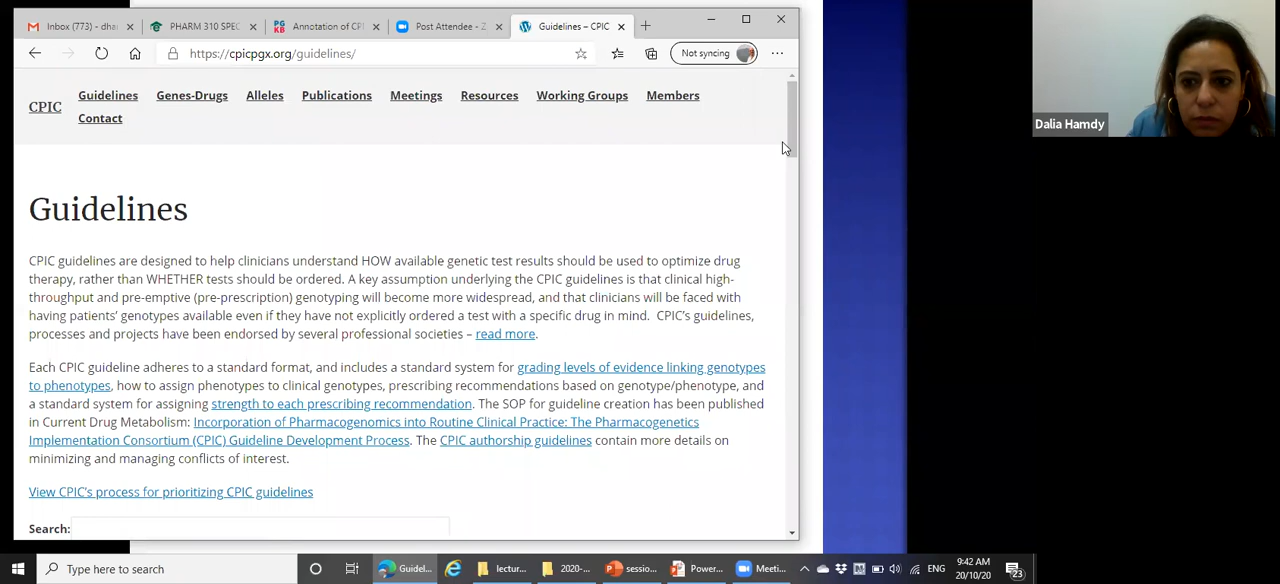 Inbox (773) - dha
PHARM 310 SPEC
Annotation of CP
Post Attendee - Z
Guidelines – CPIC
https://cpicpgx.org/guidelines/
Not syncing
CPIC
Guidelines Genes-Drugs Alleles Publications Meetings Resources Working Groups Members
Contact
Dalia Hamdy
Guidelines
CPIC guidelines are designed to help clinicians understand HOW available genetic test results should be used to optimize drug
therapy, rather than WHETHER tests should be ordered. A key assumption underlying the CPIC guidelines is that clinical high-
throughput and pre-emptive (pre-prescription) genotyping will become more widespread, and that clinicians will be faced with
having patients’ genotypes available even if they have not explicitly ordered a test with a specific drug in mind. CPIC’s guidelines,
processes and projects have been endorsed by several professional societies – read more.
Each CPIC guideline adheres to a standard format, and includes a standard system for grading levels of evidence linking genotypes
to phenotypes, how to assign phenotypes to clinical genotypes, prescribing recommendations based on genotype/phenotype, and
a standard system for assigning strength to each prescribing recommendation. The SOP for guideline creation has been published
in Current Drug Metabolism: Incorporation of Pharmacogenomics into Routine Clinical Practice: The Pharmacogenetics
Implementation Consortium (CPIC) Guideline Development Process. The CPIC authorship guidelines contain more details on
minimizing and managing conflicts of interest.
View CPIC’s process for prioritizing CPIC guidelines
Search:
Type here to search
Guidel...
lectur...
2020-...
sessio...
Power...
Meeti...
ENG
9:42 AM
20/10/20
23